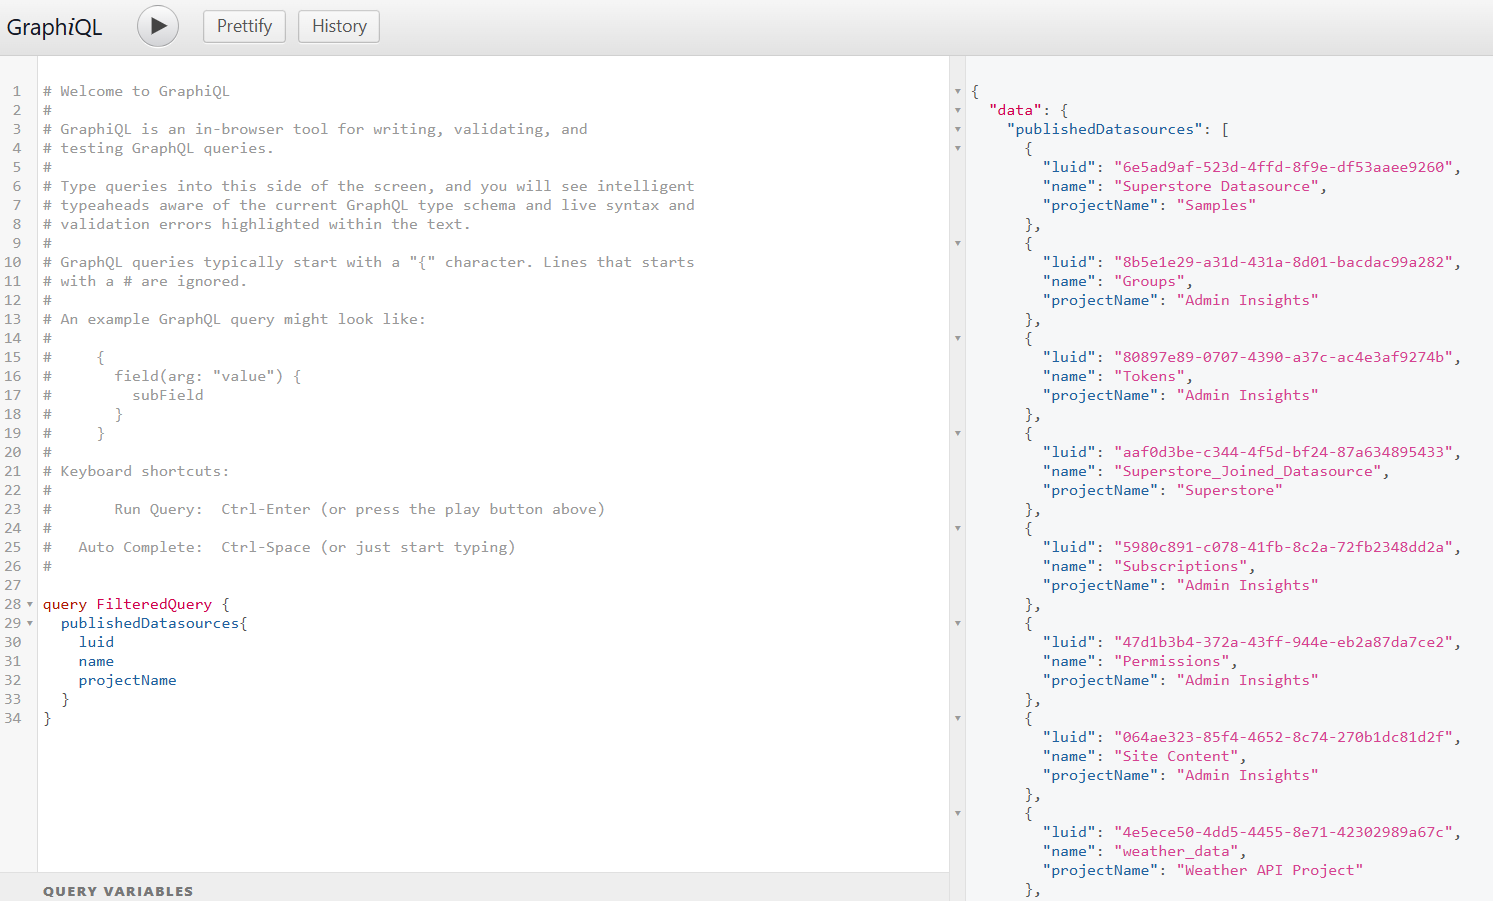 GraphiQL
Prettify
History
1 # Welcome to GraphiQL
2 #
3 # GraphiQL is an in-browser tool for writing, validating, and
4 # testing GraphQL queries.
5 #
6 # Type queries into this side of the screen, and you will see intelligent
7 # typeaheads aware of the current GraphQL type schema and live syntax and
8 # validation errors highlighted within the text.
9 #
10 # GraphQL queries typically start with a "{" character. Lines that starts
11 # with a # are ignored.
12 #
13 # An example GraphQL query might look like:
14 #
15 #     {
16 #       field(arg: "value") {
17 #         subField
18 #       }
19 #     }
20 #
21 # Keyboard shortcuts:
22 #
23 #       Run Query:  Ctrl-Enter (or press the play button above)
24 #
25 #   Auto Complete:  Ctrl-Space (or just start typing)
26 #
27
28 query FilteredQuery {
29   publishedDatasources{
30     luid
31     name
32     projectName
33   }
34 }
QUERY VARIABLES
{
  "data": {
    "publishedDatasources": [
      {
        "luid": "6e5ad9af-523d-4ffd-8f9e-df53aaee9260",
        "name": "Superstore Datasource",
        "projectName": "Samples"
      },
      {
        "luid": "8b5e1e29-a31d-431a-8d01-bacdac99a282",
        "name": "Groups",
        "projectName": "Admin Insights"
      },
      {
        "luid": "80897e89-0707-4390-a37c-ac4e3af9274b",
        "name": "Tokens",
        "projectName": "Admin Insights"
      },
      {
        "luid": "aaf0d3be-c344-4f5d-bf24-87a634895433",
        "name": "Superstore_Joined_Datasource",
        "projectName": "Superstore"
      },
      {
        "luid": "5980c891-c078-41fb-8c2a-72fb2348dd2a",
        "name": "Subscriptions",
        "projectName": "Admin Insights"
      },
      {
        "luid": "47d1b3b4-372a-43ff-944e-eb2a87da7ce2",
        "name": "Permissions",
        "projectName": "Admin Insights"
      },
      {
        "luid": "064ae323-85f4-4652-8c74-270b1dc81d2f",
        "name": "Site Content",
        "projectName": "Admin Insights"
      },
      {
        "luid": "4e5ece50-4dd5-4455-8e71-42302989a67c",
        "name": "weather_data",
        "projectName": "Weather API Project"
      },